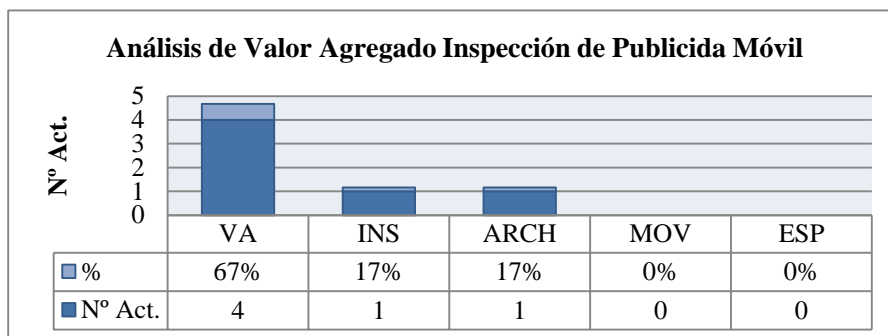 Análisis de Valor Agregado Inspección de Publicida Móvil
Nº Act.
5
4
3
2
1
0
VA INS ARCH MOV ESP
% 67% 17% 17% 0% 0%
Nº Act. 4 1 1 0 0